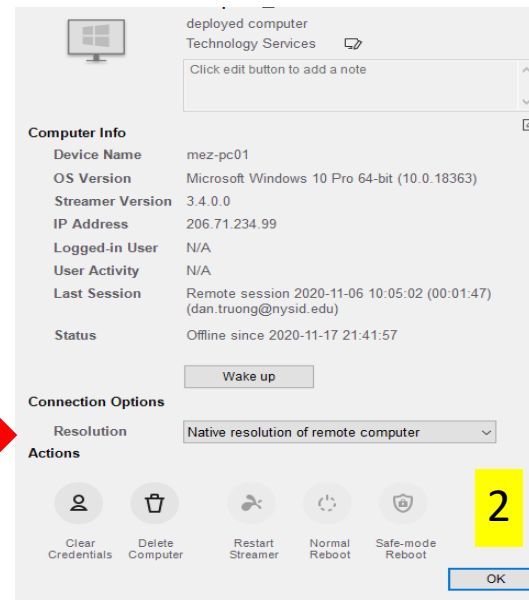 deployed computer
Technology Services
Click edit button to add a note
Computer Info
Device Name mez-pc01
OS Version Microsoft Windows 10 Pro 64-bit (10.0.18363)
Streamer Version 3.4.0.0
IP Address 206.71.234.99
Logged-in User N/A
User Activity N/A
Last Session Remote session 2020-11-06 10:05:02 (00:01:47)
(dan.truong@nysid.edu)
Status Offline since 2020-11-17 21:41:57
Wake up
Connection Options
Resolution Native resolution of remote computer
Actions
2
Clear Delete Restart Normal Safe-mode
Credentials Computer Streamer Reboot Reboot
OK